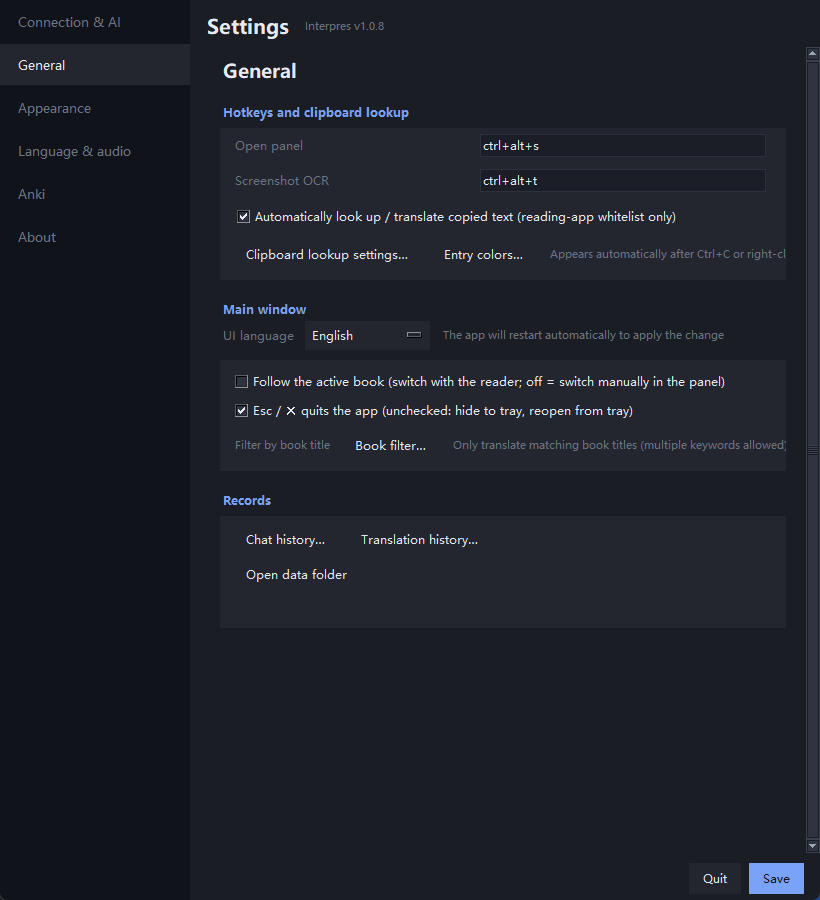 Connection & AI
General
Appearance
Language & audio
Anki
About
Settings Interpres v1.0.8
General
Hotkeys and clipboard lookup
Open panel ctrl+alt+s
Screenshot OCR ctrl+alt+t
Automatically look up / translate copied text (reading-app whitelist only)
Clipboard lookup settings... Entry colors... Appears automatically after Ctrl+C or right-cl
Main window
UI language English The app will restart automatically to apply the change
Follow the active book (switch with the reader; off = switch manually in the panel)
Esc / ✕ quits the app (unchecked: hide to tray, reopen from tray)
Filter by book title Book filter... Only translate matching book titles (multiple keywords allowed)
Records
Chat history... Translation history...
Open data folder
Quit Save